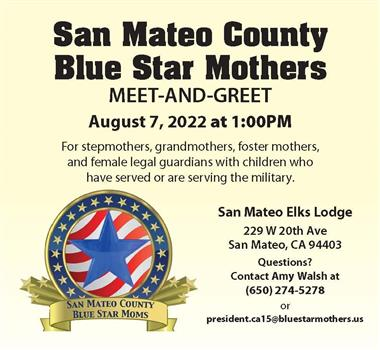 San Mateo County
Blue Star Mothers
MEET-AND-GREET
August 7, 2022 at 1:00PM
For stepmothers, grandmothers, foster mothers,
and female legal guardians with children who
have served or are serving the military.
San Mateo Elks Lodge
229 W 20th Ave
San Mateo, CA 94403
Questions?
Contact Amy Walsh at
(650) 274-5278
or
president.ca15@bluestarmothers.us
SAN MATEO COUNTY
BLUE STAR MOMS